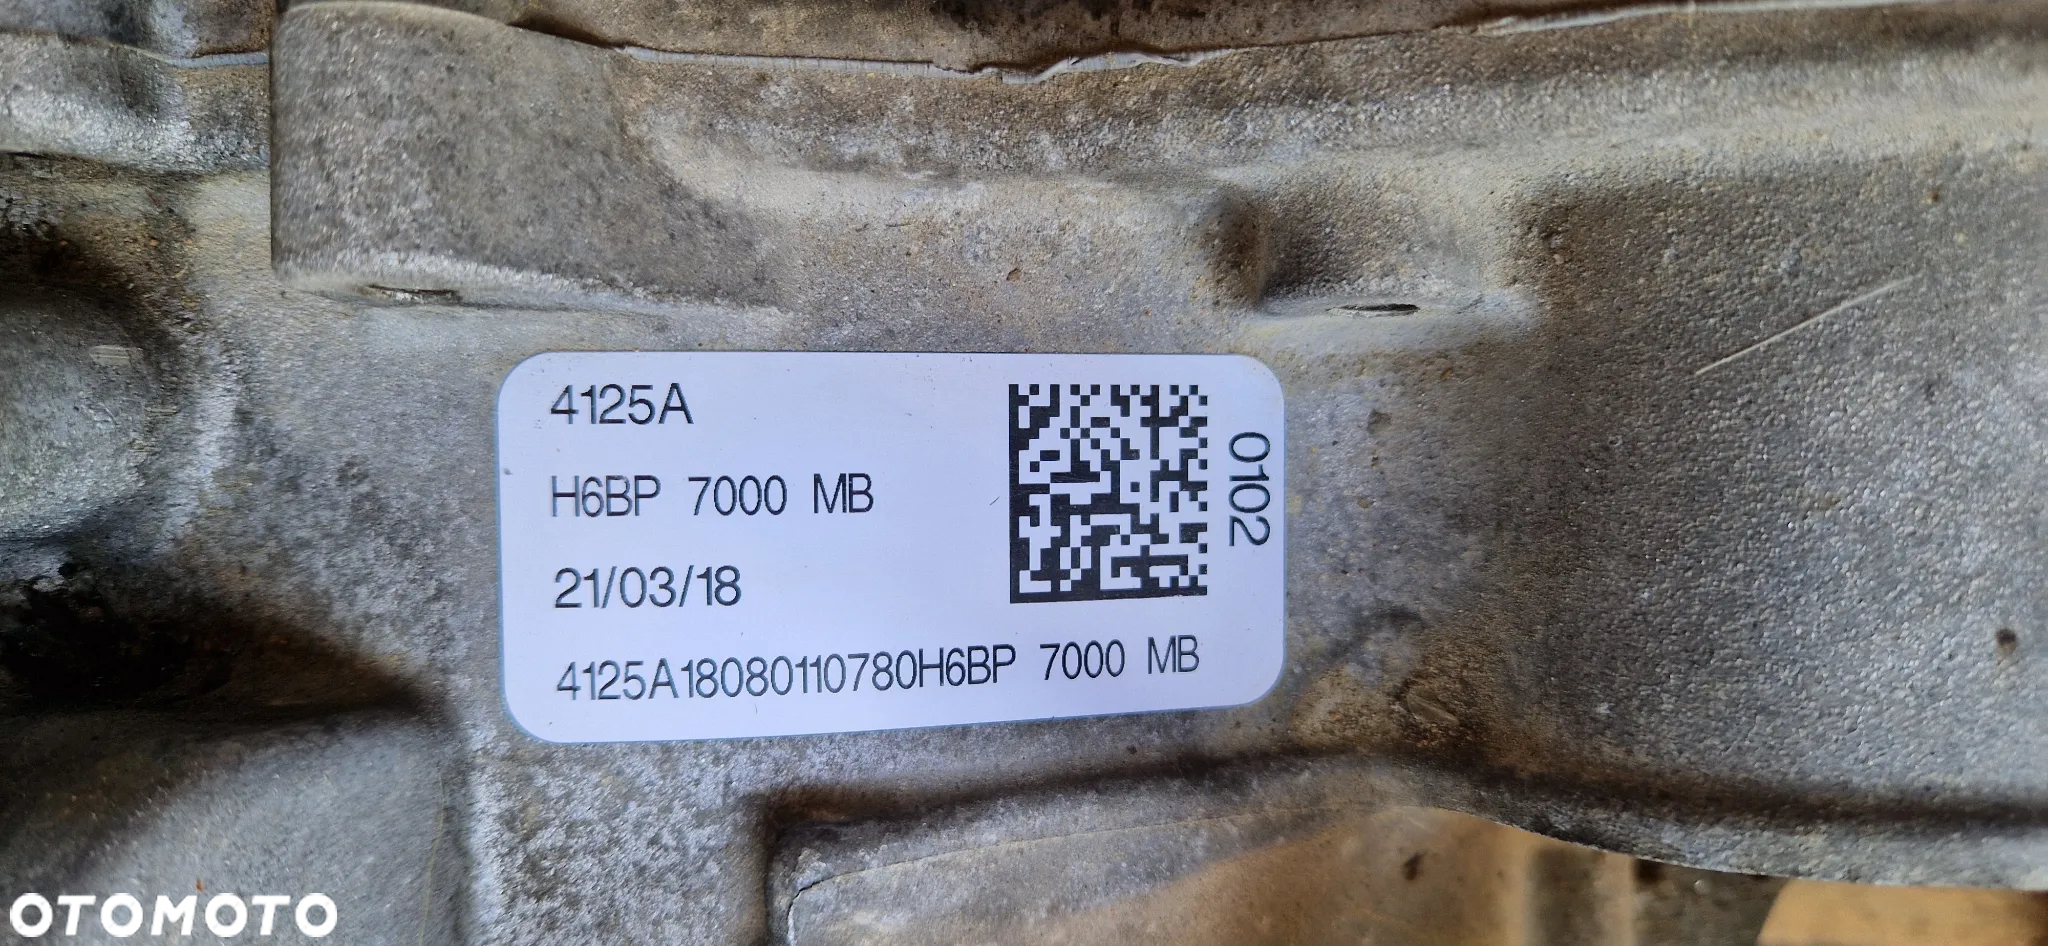 4125A
H6BP 7000 MB
21/03/18
4125A18080110780H6BP 7000 MB
0102
OTOMOTO